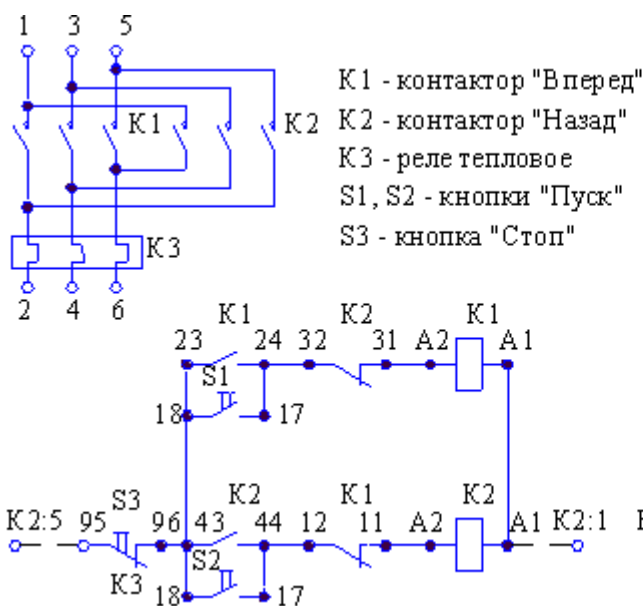 1 3 5
К1 - контактор "Вперед"
К1 К2 К2 - контактор "Назад"
К3 - реле тепловое
S1, S2 - кнопки "Пуск"
К3 S3 - кнопка "Стоп"
2 4 6
К1 К2 К1
23 24 32 31 А2 А1
S1
18 17
S3 К2 К1 К2
К2:5 95 96 43 44 12 11 А2 А1 К2:1
К3 S2
18 17